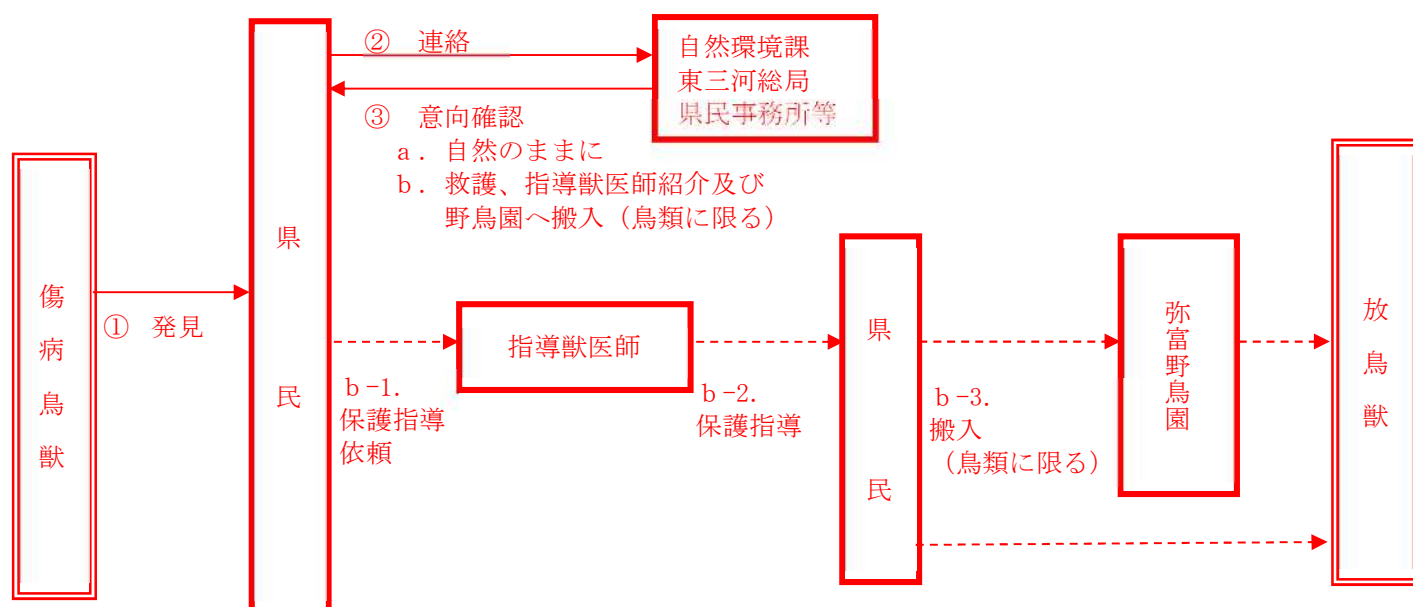 ② 連絡
自然環境課
東三河総局
県民事務所等
③ 意向確認
a．自然のままに
b．救護、指導獣医師紹介及び
野鳥園へ搬入（鳥類に限る）
傷病鳥獣
① 発見
県民
b-1.
保護指導
依頼
指導獣医師
b-2.
保護指導
県民
b-3.
搬入
（鳥類に限る）
弥富野鳥園
放鳥獣